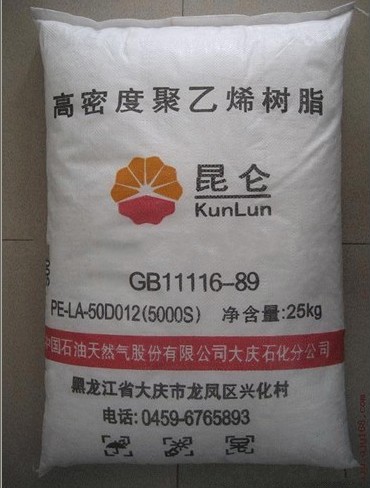 高密度聚乙烯树脂
昆仑
KunLun
GB11116-89
PE-LA-50D012(5000S)
净含量:25kg
中国石油天然气股份有限公司大庆石化分公司
黑龙江省大庆市龙凤区兴化村
电话:0459-6765893